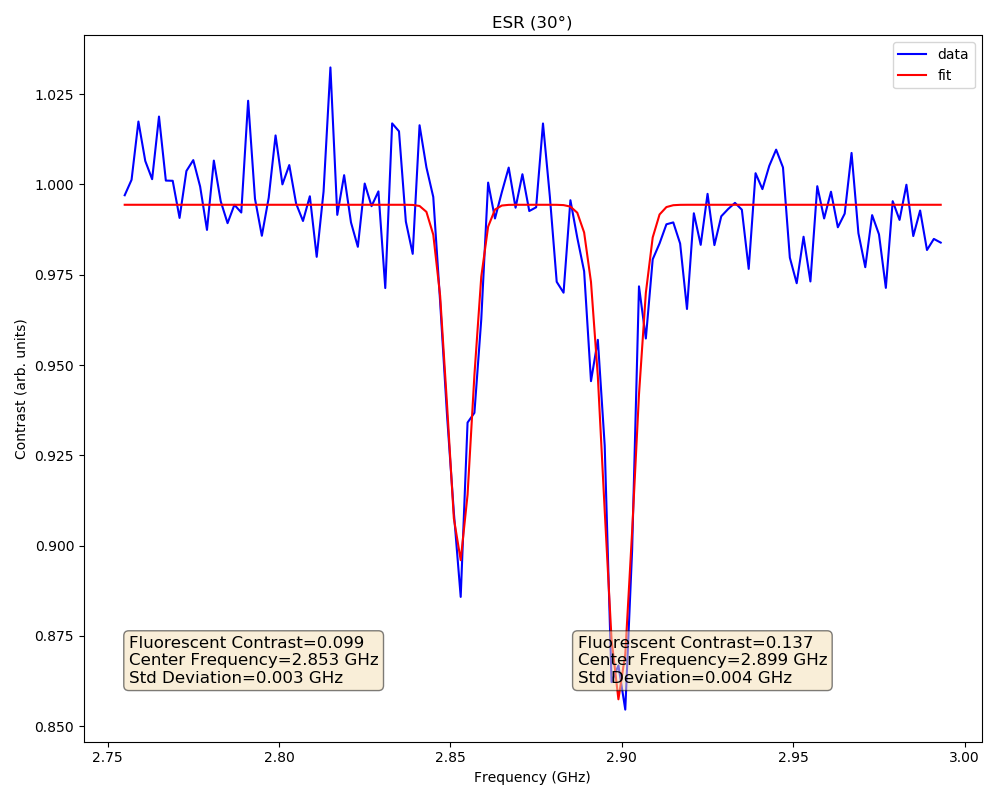 ESR (30°)
data
fit
1.025
1.000
0.975
0.950
0.925
0.900
0.875
0.850
Contrast (arb. units)
Fluorescent Contrast=0.099
Center Frequency=2.853 GHz
Std Deviation=0.003 GHz
Fluorescent Contrast=0.137
Center Frequency=2.899 GHz
Std Deviation=0.004 GHz
2.75 2.80 2.85 2.90 2.95 3.00
Frequency (GHz)